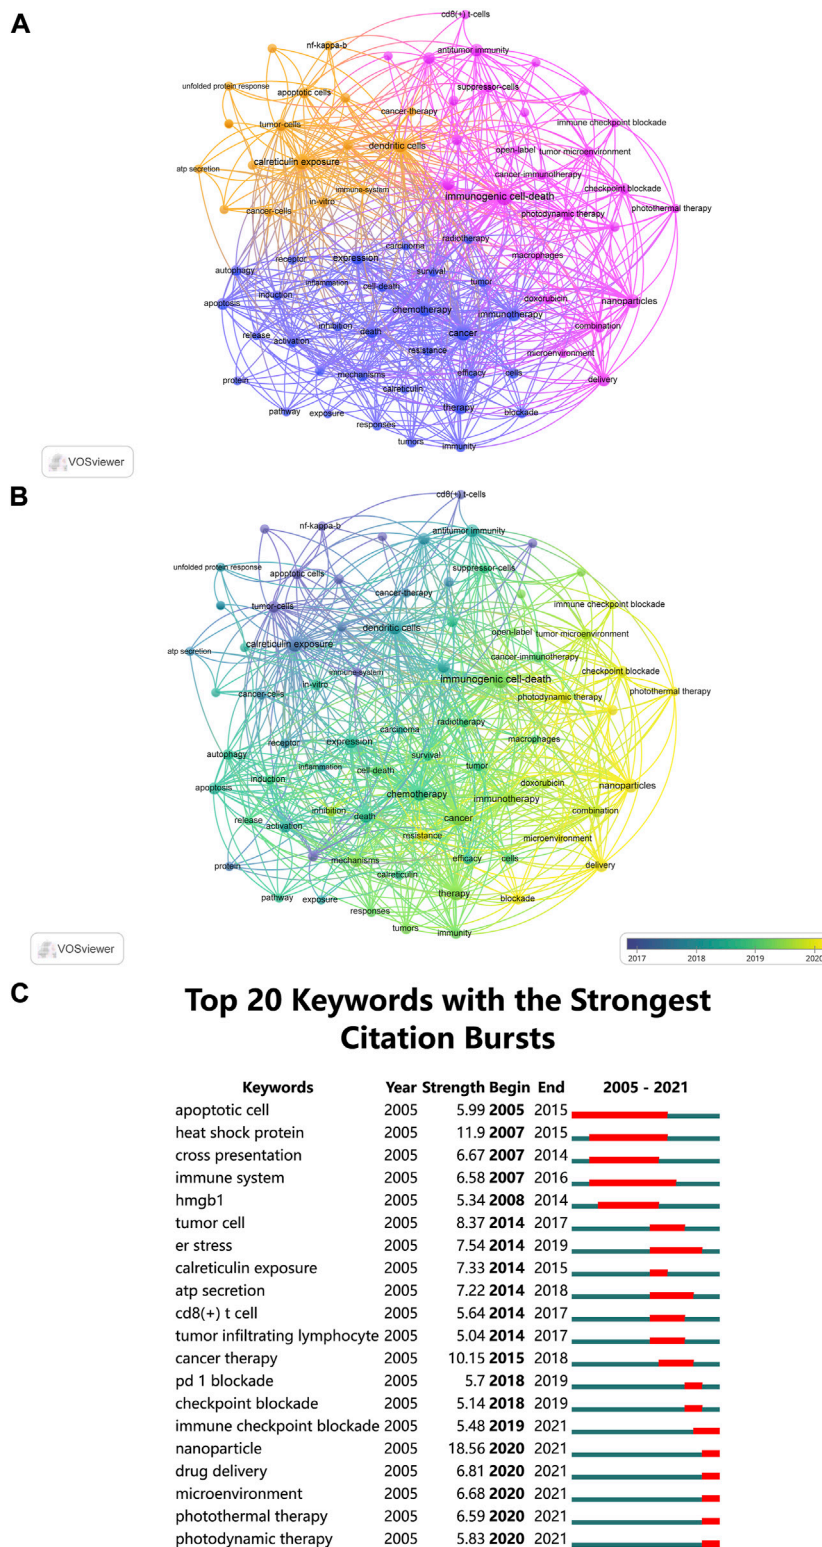 A
cd8(+) t-cells
nf-kappa-b
antitumor immunity
unfolded protein response
apoptotic cells
suppressor-cells
cancer-therapy
tumor-cells
immune checkpoint blockade
dendritic cells
open-label
tumor microenvironment
calreticulin exposure
atp secretion
cancer-immunotherapy
immune-system
checkpoint blockade
cancer-cells
in-vitro
immunogenic cell-death
photodynamic therapy
photothermal therapy
carcinoma
radiotherapy
receptor
expression
macrophages
autophagy
inflammation
survival
cell-death
tumor
apoptosis
induction
doxorubicin
nanoparticles
chemotherapy
immunotherapy
inhibition
death
cancer
combination
release
activation
resistance
microenvironment
protein
mechanisms
efficacy
cells
delivery
calreticulin
pathway
exposure
therapy
blockade
responses
tumors
immunity
VOSviewer
B
cd8(+) t-cells
nf-kappa-b
antitumor immunity
unfolded protein response
apoptotic cells
suppressor-cells
cancer-therapy
tumor-cells
immune checkpoint blockade
dendritic cells
open-label
tumor microenvironment
calreticulin exposure
atp secretion
cancer-immunotherapy
immune-system
checkpoint blockade
cancer-cells
in-vitro
immunogenic cell-death
photodynamic therapy
photothermal therapy
carcinoma
radiotherapy
receptor
expression
macrophages
autophagy
inflammation
survival
cell-death
tumor
apoptosis
induction
doxorubicin
nanoparticles
chemotherapy
immunotherapy
inhibition
death
cancer
combination
release
activation
resistance
microenvironment
protein
mechanisms
efficacy
cells
delivery
calreticulin
pathway
exposure
therapy
blockade
responses
tumors
immunity
VOSviewer
2017 2018 2019 2020
C
Top 20 Keywords with the Strongest
Citation Bursts
Keywords Year Strength Begin End 2005 - 2021
apoptotic cell 2005 5.99 2005 2015
heat shock protein 2005 11.9 2007 2015
cross presentation 2005 6.67 2007 2014
immune system 2005 6.58 2007 2016
hmgb1 2005 5.34 2008 2014
tumor cell 2005 8.37 2014 2017
er stress 2005 7.54 2014 2019
calreticulin exposure 2005 7.33 2014 2015
atp secretion 2005 7.22 2014 2018
cd8(+) t cell 2005 5.64 2014 2017
tumor infiltrating lymphocyte 2005 5.04 2014 2017
cancer therapy 2005 10.15 2015 2018
pd 1 blockade 2005 5.7 2018 2019
checkpoint blockade 2005 5.14 2018 2019
immune checkpoint blockade 2005 5.48 2019 2021
nanoparticle 2005 18.56 2020 2021
drug delivery 2005 6.81 2020 2021
microenvironment 2005 6.68 2020 2021
photothermal therapy 2005 6.59 2020 2021
photodynamic therapy 2005 5.83 2020 2021